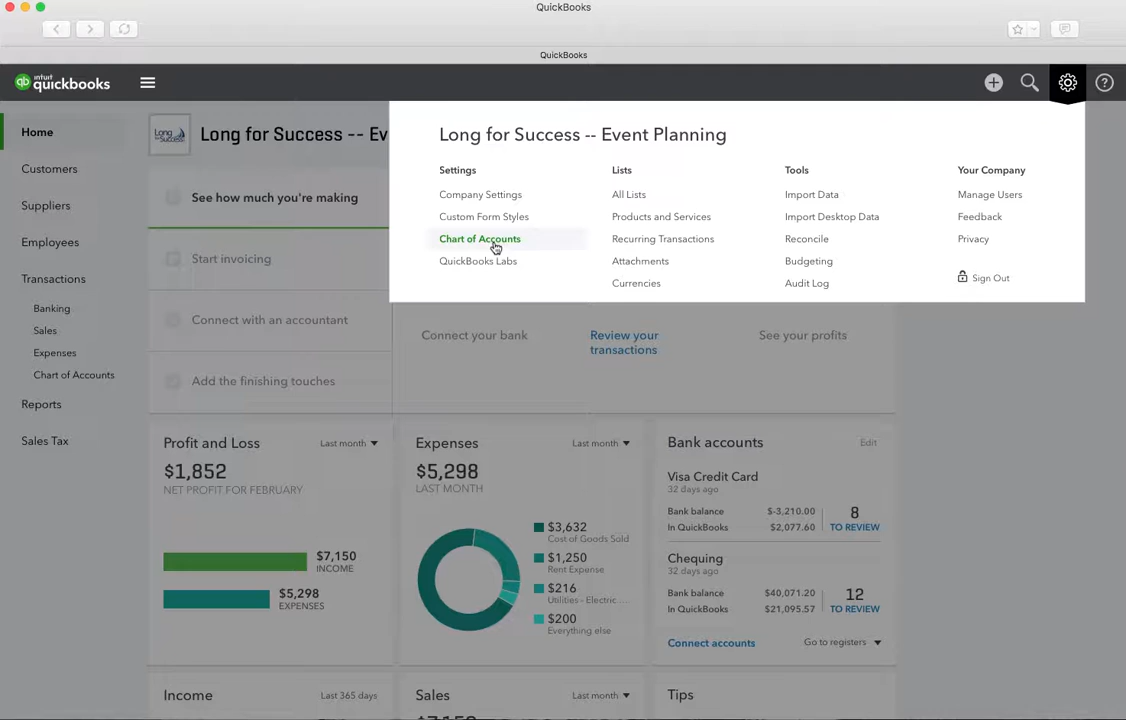 QuickBooks
QuickBooks
intuit
quickbooks
Home
Customers
Suppliers
Employees
Transactions
Banking
Sales
Expenses
Chart of Accounts
Reports
Sales Tax
Long for Success -- Ev
See how much you're making
Start invoicing
Connect with an accountant
Add the finishing touches
Long for Success -- Event Planning
Settings
Company Settings
Custom Form Styles
Chart of Accounts
QuickBooks Labs
Lists
All Lists
Products and Services
Recurring Transactions
Attachments
Currencies
Tools
Import Data
Import Desktop Data
Reconcile
Budgeting
Audit Log
Your Company
Manage Users
Feedback
Privacy
Sign Out
Connect your bank
Review your
transactions
See your profits
Profit and Loss
Last month
$1,852
NET PROFIT FOR FEBRUARY
$7,150
INCOME
$5,298
EXPENSES
Expenses
Last month
$5,298
LAST MONTH
$3,632
Cost of Goods Sold
$1,250
Rent Expense
$216
Utilities - Electric ...
$200
Everything else
Bank accounts
Edit
Visa Credit Card
32 days ago
Bank balance $-3,210.00
In QuickBooks $2,077.60
8
TO REVIEW
Chequing
32 days ago
Bank balance $40,071.20
In QuickBooks $21,095.57
12
TO REVIEW
Connect accounts
Go to registers
Income
Last 365 days
Sales
Last month
Tips